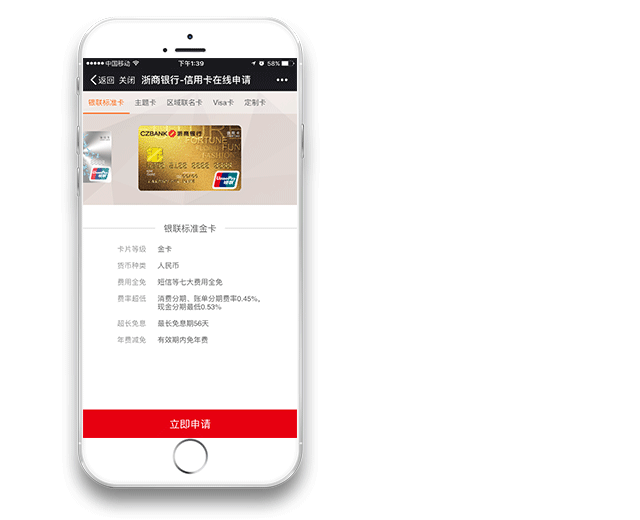 中国移动 下午1:39 58%
返回 关闭 浙商银行-信用卡在线申请
银联标准卡 主题卡 区域联名卡 Visa卡 定制卡
CZBANK 浙商银行
FORTUNE
FUN
FASHION
UnionPay
银联
UnionPay
银联
银联标准金卡
卡片等级 金卡
货币种类 人民币
费用全免 短信等七大费用全免
费率超低 消费分期、账单分期费率0.45%。
现金分期最低0.53%
超长免息 最长免息期56天
年费减免 有效期内免年费
立即申请